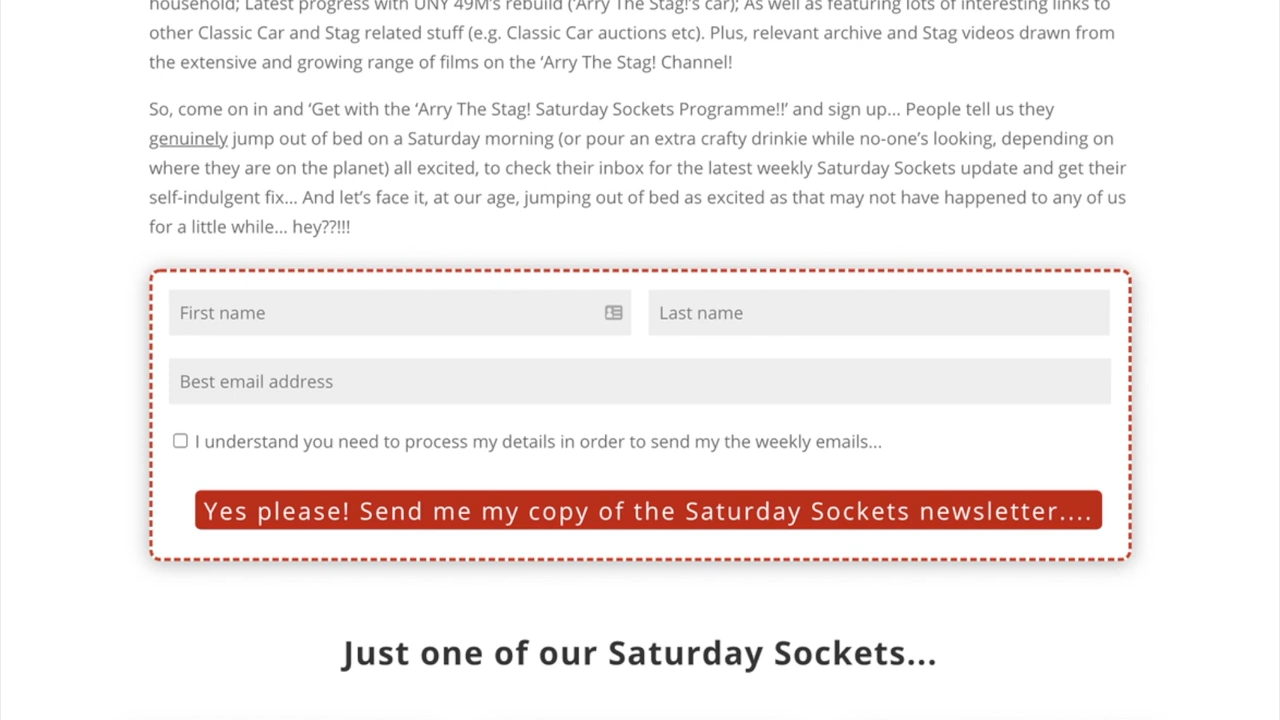 household; Latest progress with UNY 49M's rebuild ('Arry The Stag!'s car); As well as featuring lots of interesting links to
other Classic Car and Stag related stuff (e.g. Classic Car auctions etc). Plus, relevant archive and Stag videos drawn from
the extensive and growing range of films on the ‘Arry The Stag! Channel!
So, come on in and ‘Get with the ‘Arry The Stag! Saturday Sockets Programme!!’ and sign up… People tell us they
genuinely jump out of bed on a Saturday morning (or pour an extra crafty drinkie while no-one’s looking, depending on
where they are on the planet) all excited, to check their inbox for the latest weekly Saturday Sockets update and get their
self-indulgent fix… And let’s face it, at our age, jumping out of bed as excited as that may not have happened to any of us
for a little while… hey??!!!
First name
Last name
Best email address
I understand you need to process my details in order to send my the weekly emails...
Yes please! Send me my copy of the Saturday Sockets newsletter....
Just one of our Saturday Sockets...